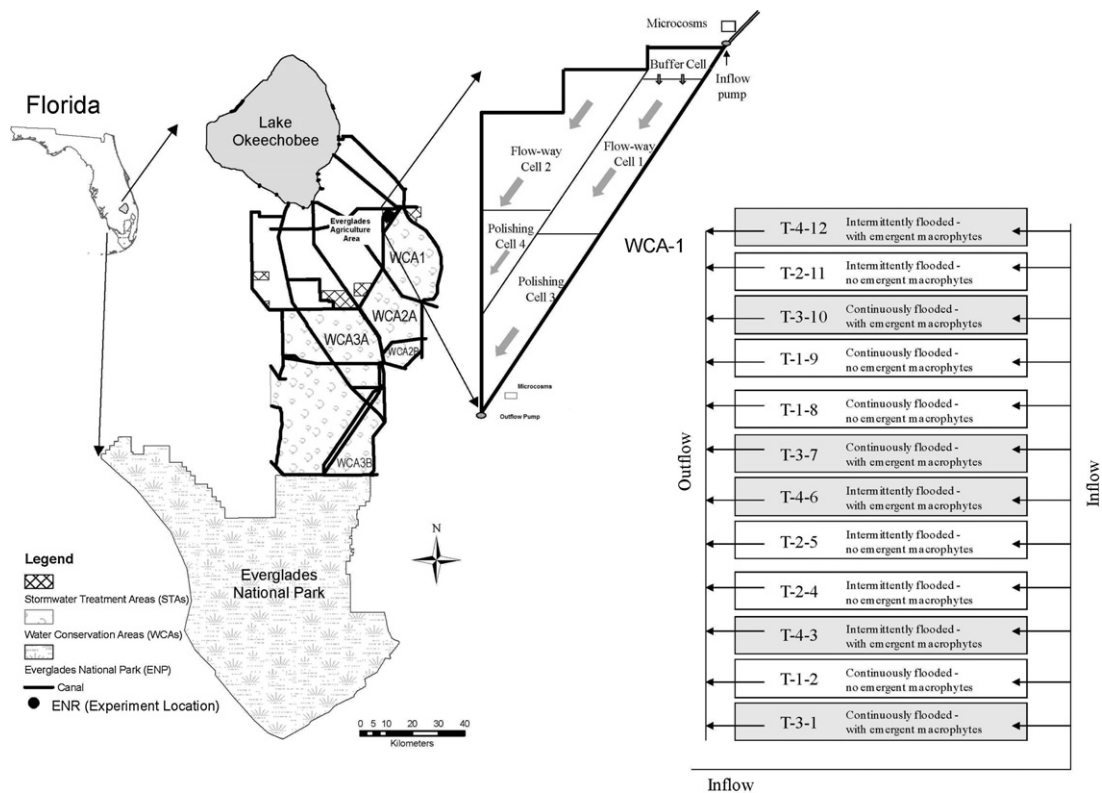 Florida
Lake
Okeechobee
Everglades
Agriculture
Area
WCA1
WCA2A
WCA3A
WCA2B
WCA3B
Everglades
National Park
N
Legend
Stormwater Treatment Areas (STAs)
Water Conservation Areas (WCAs)
Everglades National Park (ENP)
Canal
ENR (Experiment Location)
0 5 10 20 30 40
Kilometers
Microcosms
Buffer Cell
Inflow
pump
Flow-way
Cell 2
Flow-way
Cell 1
Polishing
Cell 4
Polishing
Cell 3
WCA-1
Microcosms
Outflow Pump
Outflow
T-4-12 Intermittently flooded -
with emergent macrophytes
T-2-11 Intermittently flooded -
no emergent macrophytes
T-3-10 Continuously flooded -
with emergent macrophytes
T-1-9 Continuously flooded -
no emergent macrophytes
T-1-8 Continuously flooded -
no emergent macrophytes
T-3-7 Continuously flooded -
with emergent macrophytes
T-4-6 Intermittently flooded -
with emergent macrophytes
T-2-5 Intermittently flooded -
no emergent macrophytes
T-2-4 Intermittently flooded -
no emergent macrophytes
T-4-3 Intermittently flooded -
with emergent macrophytes
T-1-2 Continuously flooded -
no emergent macrophytes
T-3-1 Continuously flooded -
with emergent macrophytes
Inflow
Inflow